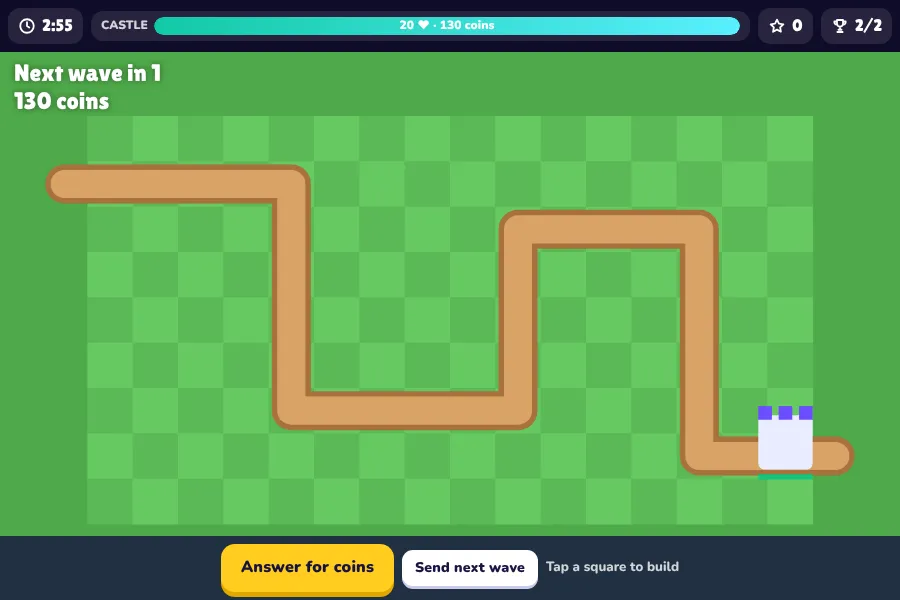 2:55
CASTLE
20 ♥ · 130 coins
0
2/2
Next wave in 1
130 coins
Answer for coins
Send next wave
Tap a square to build